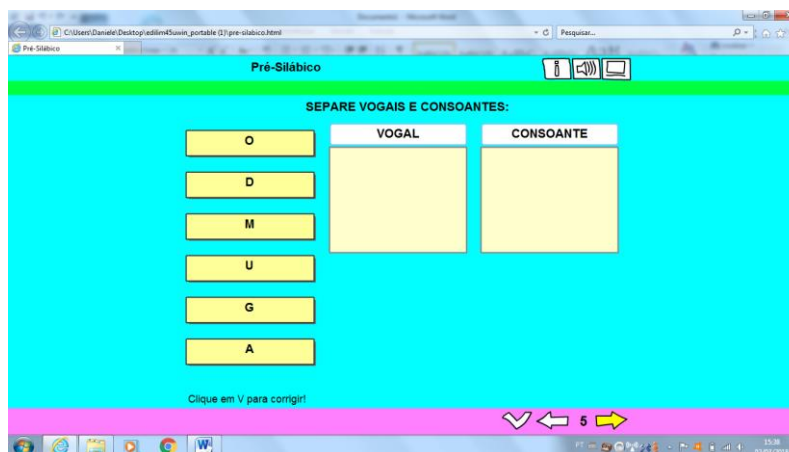 C:\Users\Daniele\Desktop\edilim45uwin_portable (1)\pre-silabico.html
Pesquisar...
Pré-Silábico
Pré-Silábico
SEPARE VOGAIS E CONSOANTES:
O
D
M
U
G
A
VOGAL
CONSOANTE
Clique em V para corrigir!
5
PT
15:38